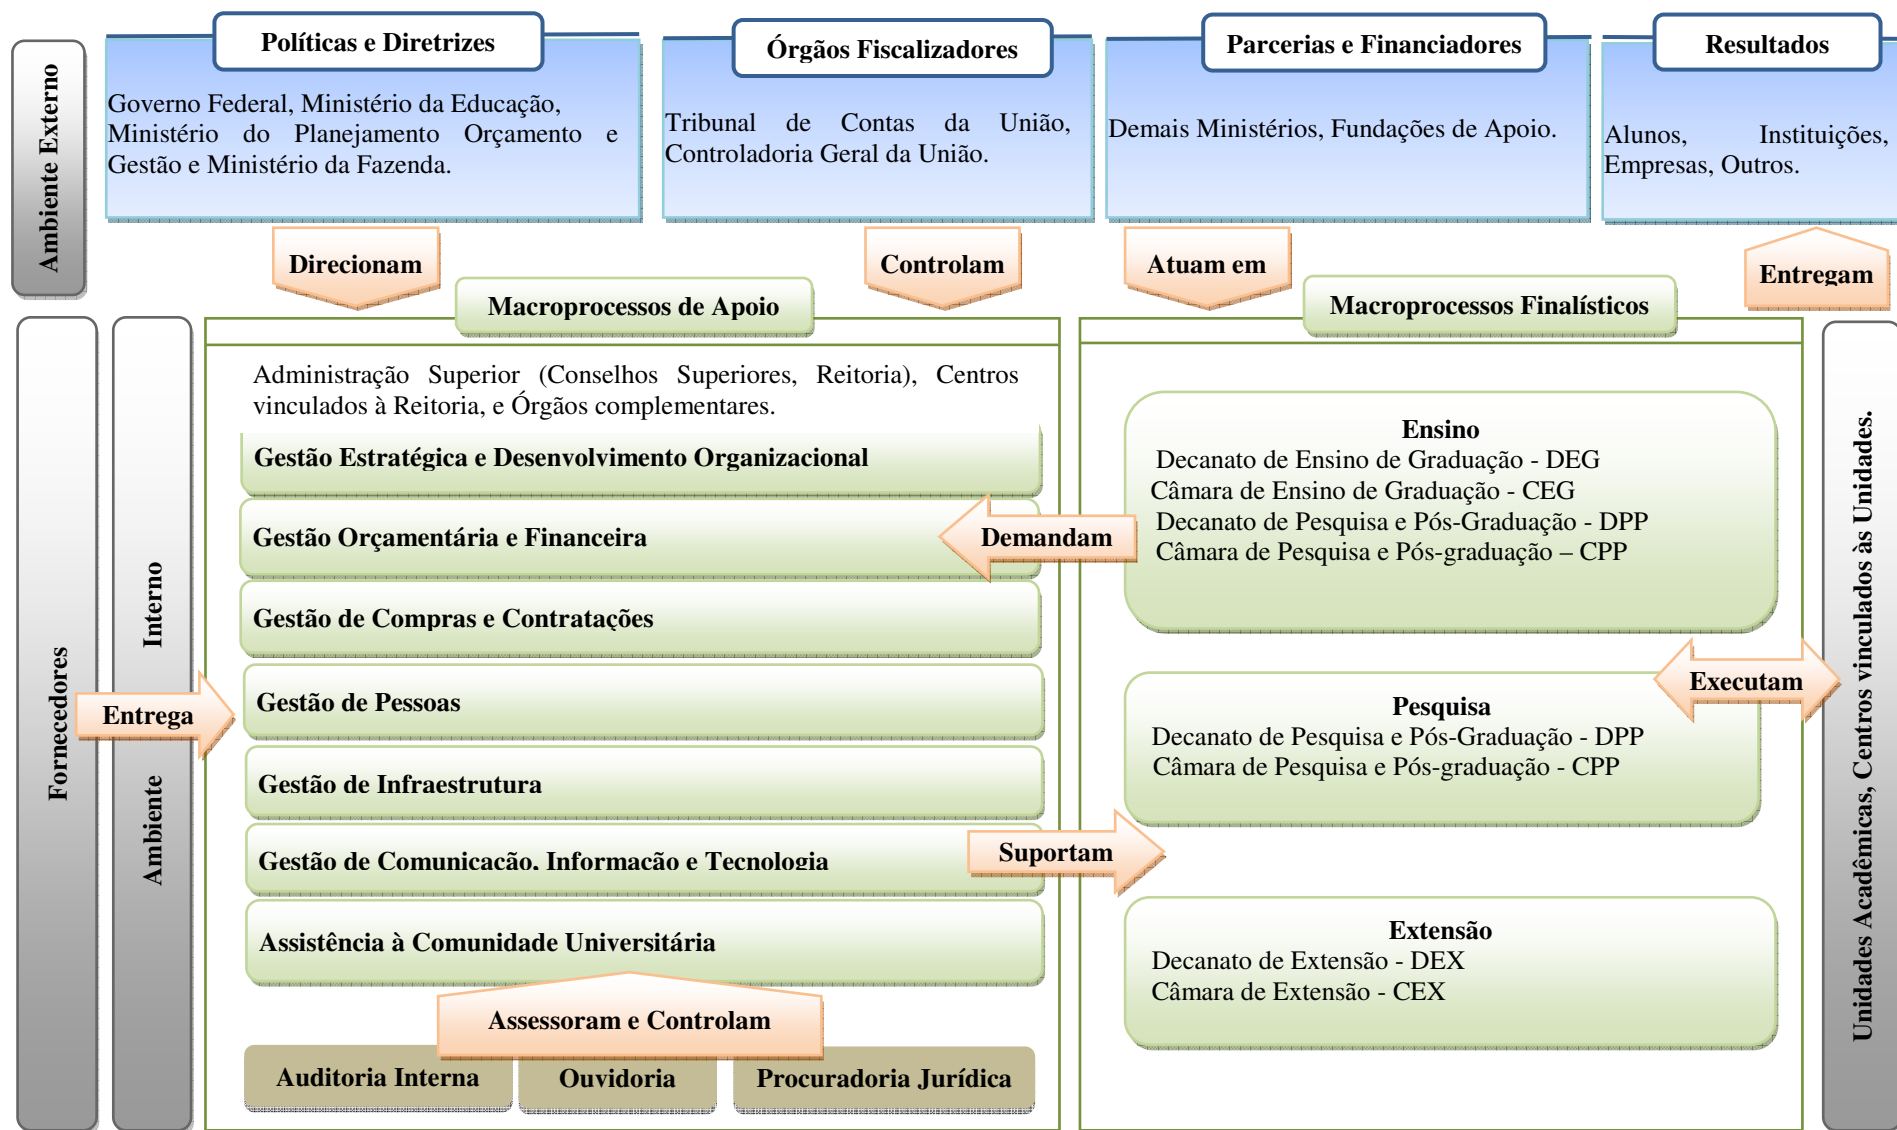 Políticas e Diretrizes
Órgãos Fiscalizadores
Parcerias e Financiadores
Resultados
Ambiente Externo
Governo Federal, Ministério da Educação,
Ministério do Planejamento Orçamento e
Gestão e Ministério da Fazenda.
Tribunal de Contas da União,
Controladoria Geral da União.
Demais Ministérios, Fundações de Apoio.
Alunos, Instituições,
Empresas, Outros.
Direcionam
Controlam
Atuam em
Entregam
Macroprocessos de Apoio
Macroprocessos Finalísticos
Fornecedores
Ambiente Interno
Entrega
Administração Superior (Conselhos Superiores, Reitoria), Centros
vinculados à Reitoria, e Órgãos complementares.
Gestão Estratégica e Desenvolvimento Organizacional
Gestão Orçamentária e Financeira
Gestão de Compras e Contratações
Gestão de Pessoas
Gestão de Infraestrutura
Gestão de Comunicação, Informação e Tecnologia
Assistência à Comunidade Universitária
Assessoram e Controlam
Auditoria Interna
Ouvidoria
Procuradoria Jurídica
Demandam
Suportam
Ensino
Decanato de Ensino de Graduação - DEG
Câmara de Ensino de Graduação - CEG
Decanato de Pesquisa e Pós-Graduação - DPP
Câmara de Pesquisa e Pós-graduação – CPP
Pesquisa
Decanato de Pesquisa e Pós-Graduação - DPP
Câmara de Pesquisa e Pós-graduação - CPP
Extensão
Decanato de Extensão - DEX
Câmara de Extensão - CEX
Executam
Unidades Acadêmicas, Centros vinculados às Unidades.